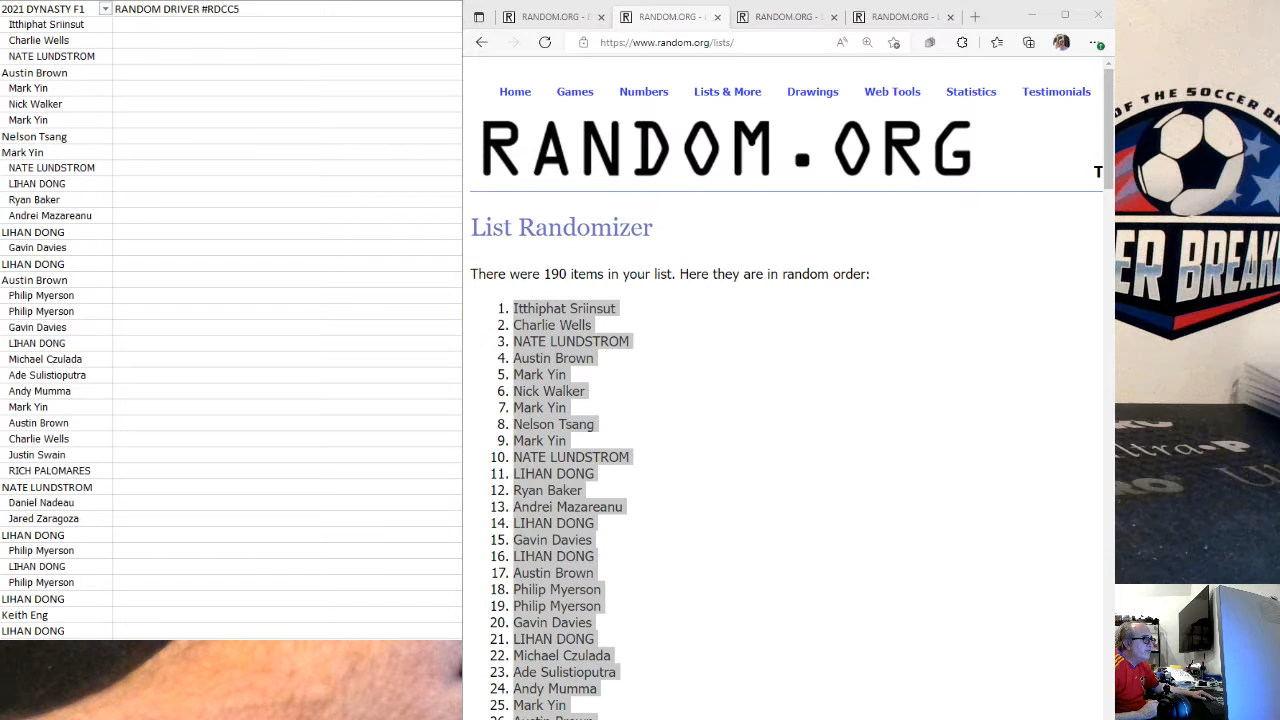 2021 DYNASTY F1 RANDOM DRIVER #RDCC5
Itthiphat Sriinsut
Charlie Wells
NATE LUNDSTROM
Austin Brown
Mark Yin
Nick Walker
Mark Yin
Nelson Tsang
Mark Yin
NATE LUNDSTROM
LIHAN DONG
Ryan Baker
Andrei Mazareanu
LIHAN DONG
Gavin Davies
LIHAN DONG
Austin Brown
Philip Myerson
Philip Myerson
Gavin Davies
LIHAN DONG
Michael Czulada
Ade Sulistioputra
Andy Mumma
Mark Yin
Austin Brown
Charlie Wells
Justin Swain
RICH PALOMARES
NATE LUNDSTROM
Daniel Nadeau
Jared Zaragoza
LIHAN DONG
Philip Myerson
LIHAN DONG
Philip Myerson
LIHAN DONG
Keith Eng
LIHAN DONG
RANDOM.ORG - L RANDOM.ORG - L RANDOM.ORG - L RANDOM.ORG - L
https://www.random.org/lists/
Home Games Numbers Lists & More Drawings Web Tools Statistics Testimonials
RANDOM.ORG
T
List Randomizer
There were 190 items in your list. Here they are in random order:
1. Itthiphat Sriinsut
2. Charlie Wells
3. NATE LUNDSTROM
4. Austin Brown
5. Mark Yin
6. Nick Walker
7. Mark Yin
8. Nelson Tsang
9. Mark Yin
10. NATE LUNDSTROM
11. LIHAN DONG
12. Ryan Baker
13. Andrei Mazareanu
14. LIHAN DONG
15. Gavin Davies
16. LIHAN DONG
17. Austin Brown
18. Philip Myerson
19. Philip Myerson
20. Gavin Davies
21. LIHAN DONG
22. Michael Czulada
23. Ade Sulistioputra
24. Andy Mumma
25. Mark Yin
26. Austin Brown
OF THE SOCCER BR
ER BREAKE